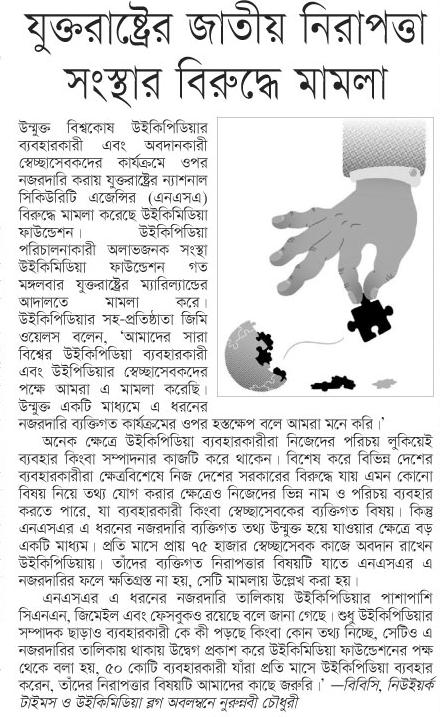 যুক্তরাষ্ট্রের জাতীয় নিরাপত্তা
সংস্থার বিরুদ্ধে মামলা
উন্মুক্ত বিশ্বকোষ উইকিপিডিয়ার
ব্যবহারকারী এবং অবদানকারী
স্বেচ্ছাসেবকদের কার্যক্রমে ওপর
নজরদারি করায় যুক্তরাষ্ট্রের ন্যাশনাল
সিকিউরিটি এজেন্সির (এনএসএ)
বিরুদ্ধে মামলা করেছে উইকিমিডিয়া
ফাউন্ডেশন। উইকিপিডিয়া
পরিচালনাকারী অলাভজনক সংস্থা
উইকিমিডিয়া ফাউন্ডেশন গত
মঙ্গলবার যুক্তরাষ্ট্রের ম্যারিল্যান্ডের
আদালতে মামলা করে।
উইকিপিডিয়ার সহ-প্রতিষ্ঠাতা জিমি
ওয়েলস বলেন, ‘আমাদের সারা
বিশ্বের উইকিপিডিয়া ব্যবহারকারী
এবং উইপিডিয়ার স্বেচ্ছাসেবকদের
পক্ষে আমরা এ মামলা করেছি।
উন্মুক্ত একটি মাধ্যমে এ ধরনের
নজরদারি ব্যক্তিগত কার্যক্রমের ওপর হস্তক্ষেপ বলে আমরা মনে করি।’
অনেক ক্ষেত্রে উইকিপিডিয়া ব্যবহারকারীরা নিজেদের পরিচয় লুকিয়েই
ব্যবহার কিংবা সম্পাদনার কাজটি করে থাকেন। বিশেষ করে বিভিন্ন দেশের
ব্যবহারকারীরা ক্ষেত্রবিশেষে নিজ দেশের সরকারের বিরুদ্ধে যায় এমন কোনো
বিষয় নিয়ে তথ্য যোগ করার ক্ষেত্রেও নিজেদের ভিন্ন নাম ও পরিচয় ব্যবহার
করতে পারে, যা ব্যবহারকারী কিংবা স্বেচ্ছাসেবকের ব্যক্তিগত বিষয়। কিন্তু
এনএসএর এ ধরনের নজরদারি ব্যক্তিগত তথ্য উন্মুক্ত হয়ে যাওয়ার ক্ষেত্রে বড়
একটি মাধ্যম। প্রতি মাসে প্রায় ৭৫ হাজার স্বেচ্ছাসেবক কাজে অবদান রাখেন
উইকিপিডিয়ায়। তাঁদের ব্যক্তিগত নিরাপত্তার বিষয়টি যাতে এনএসএর এ
নজরদারির ফলে ক্ষতিগ্রস্ত না হয়, সেটি মামলায় উল্লেখ করা হয়।
এনএসএর এ ধরনের নজরদারি তালিকায় উইকিপিডিয়ার পাশাপাশি
সিএনএন, জিমেইল এবং ফেসবুকও রয়েছে বলে জানা গেছে। শুধু উইকিপিডিয়ার
সম্পাদক ছাড়াও ব্যবহারকারী কে কী পড়ছে কিংবা কোন তথ্য নিচ্ছে, সেটিও এ
নজরদারির তালিকায় থাকায় উদ্বেগ প্রকাশ করে উইকিমিডিয়া ফাউন্ডেশনের পক্ষ
থেকে বলা হয়, ৫০ কোটি ব্যবহারকারী যাঁরা প্রতি মাসে উইকিপিডিয়া ব্যবহার
করেন, তাঁদের নিরাপত্তার বিষয়টি আমাদের কাছে জরুরি।’ —বিবিসি, নিউইয়র্ক
টাইমস ও উইকিমিডিয়া ব্লগ অবলম্বনে নুরুন্নবী চৌধুরী